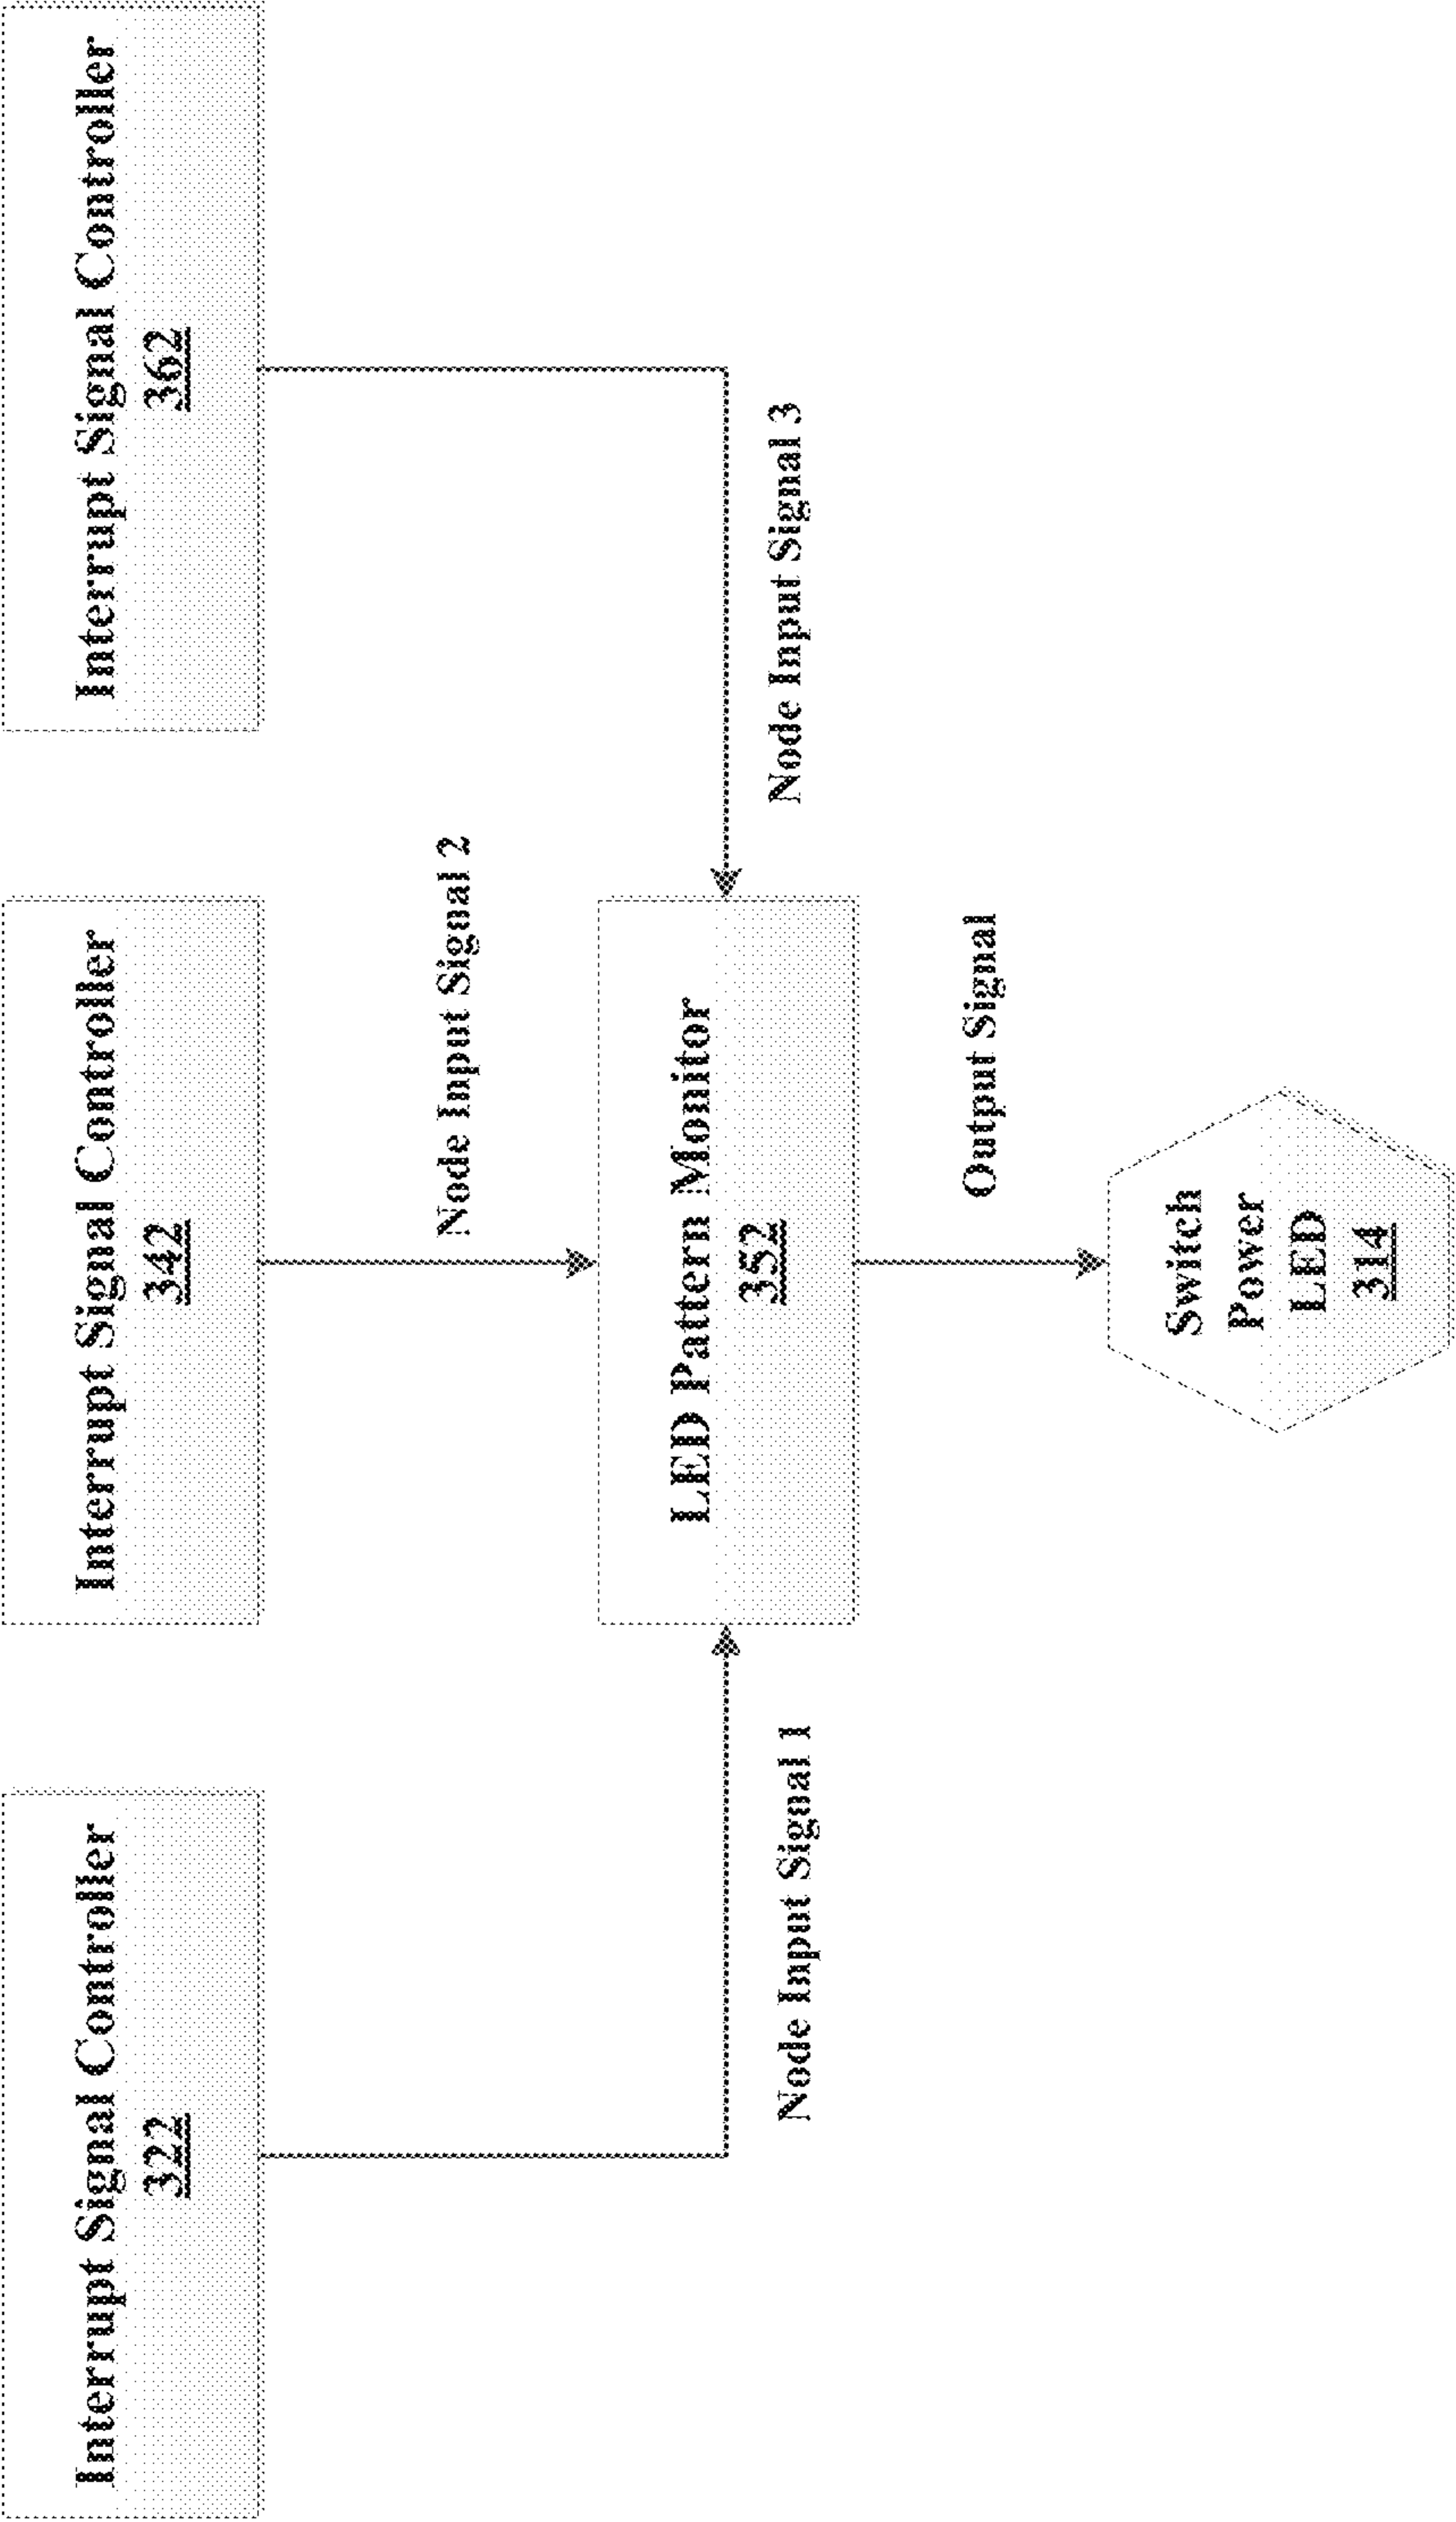 Interrupt Signal Controller
322
Interrupt Signal Controller
342
Interrupt Signal Controller
362
Node Input Signal 2
LED Pattern Monitor
352
Node Input Signal 1
Node Input Signal 3
Output Signal
Switch
Power
LED
314